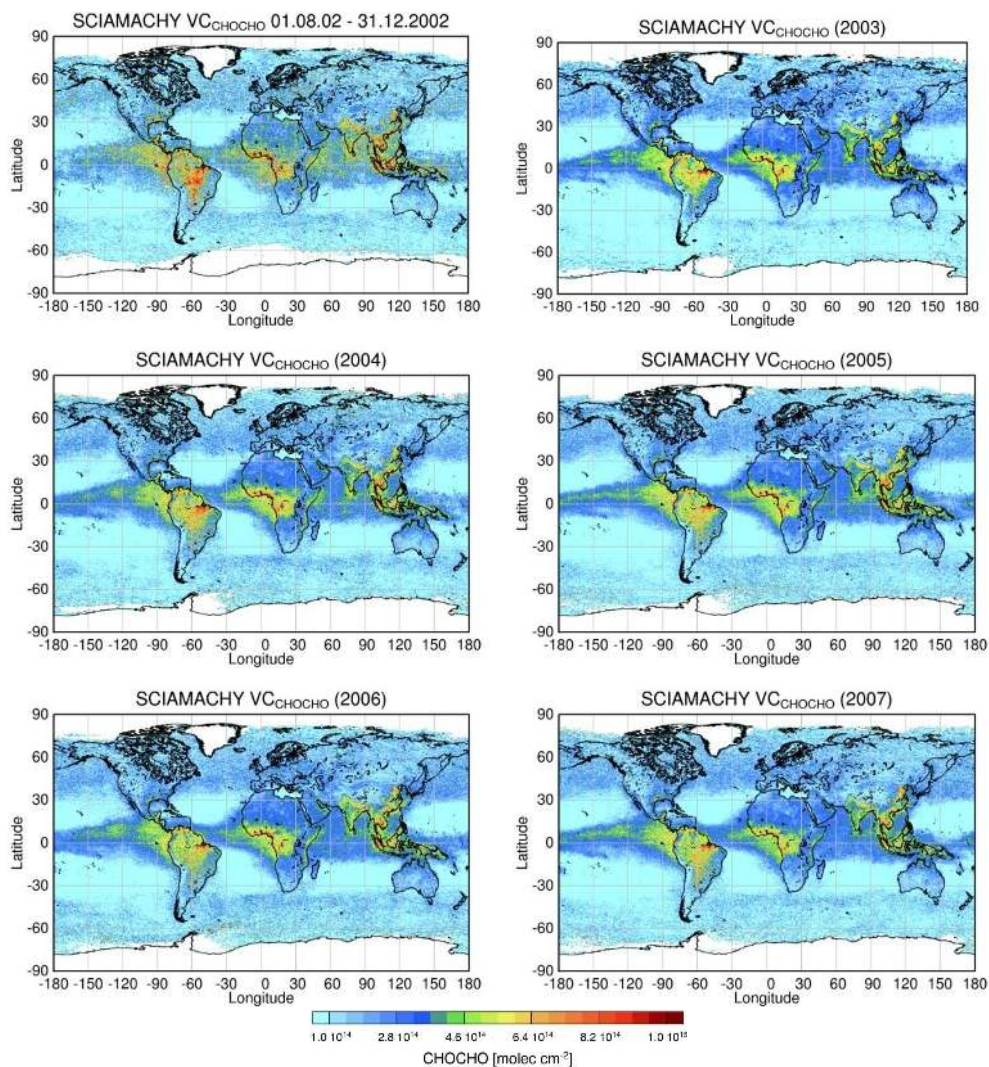 SCIAMACHY VCCHOCHO 01.08.02 - 31.12.2002
90
60
30
0
-30
-60
-90
Latitude
-180 -150 -120 -90 -60 -30 0 30 60 90 120 150 180
Longitude
SCIAMACHY VCCHOCHO (2003)
90
60
30
0
-30
-60
-90
Latitude
-180 -150 -120 -90 -60 -30 0 30 60 90 120 150 180
Longitude
SCIAMACHY VCCHOCHO (2004)
90
60
30
0
-30
-60
-90
Latitude
-180 -150 -120 -90 -60 -30 0 30 60 90 120 150 180
Longitude
SCIAMACHY VCCHOCHO (2005)
90
60
30
0
-30
-60
-90
Latitude
-180 -150 -120 -90 -60 -30 0 30 60 90 120 150 180
Longitude
SCIAMACHY VCCHOCHO (2006)
90
60
30
0
-30
-60
-90
Latitude
-180 -150 -120 -90 -60 -30 0 30 60 90 120 150 180
Longitude
SCIAMACHY VCCHOCHO (2007)
90
60
30
0
-30
-60
-90
Latitude
-180 -150 -120 -90 -60 -30 0 30 60 90 120 150 180
Longitude
1.0 10¹⁴ 2.8 10¹⁴ 4.6 10¹⁴ 6.4 10¹⁴ 8.2 10¹⁴ 1.0 10¹⁵
CHOCHO [molec cm⁻²]